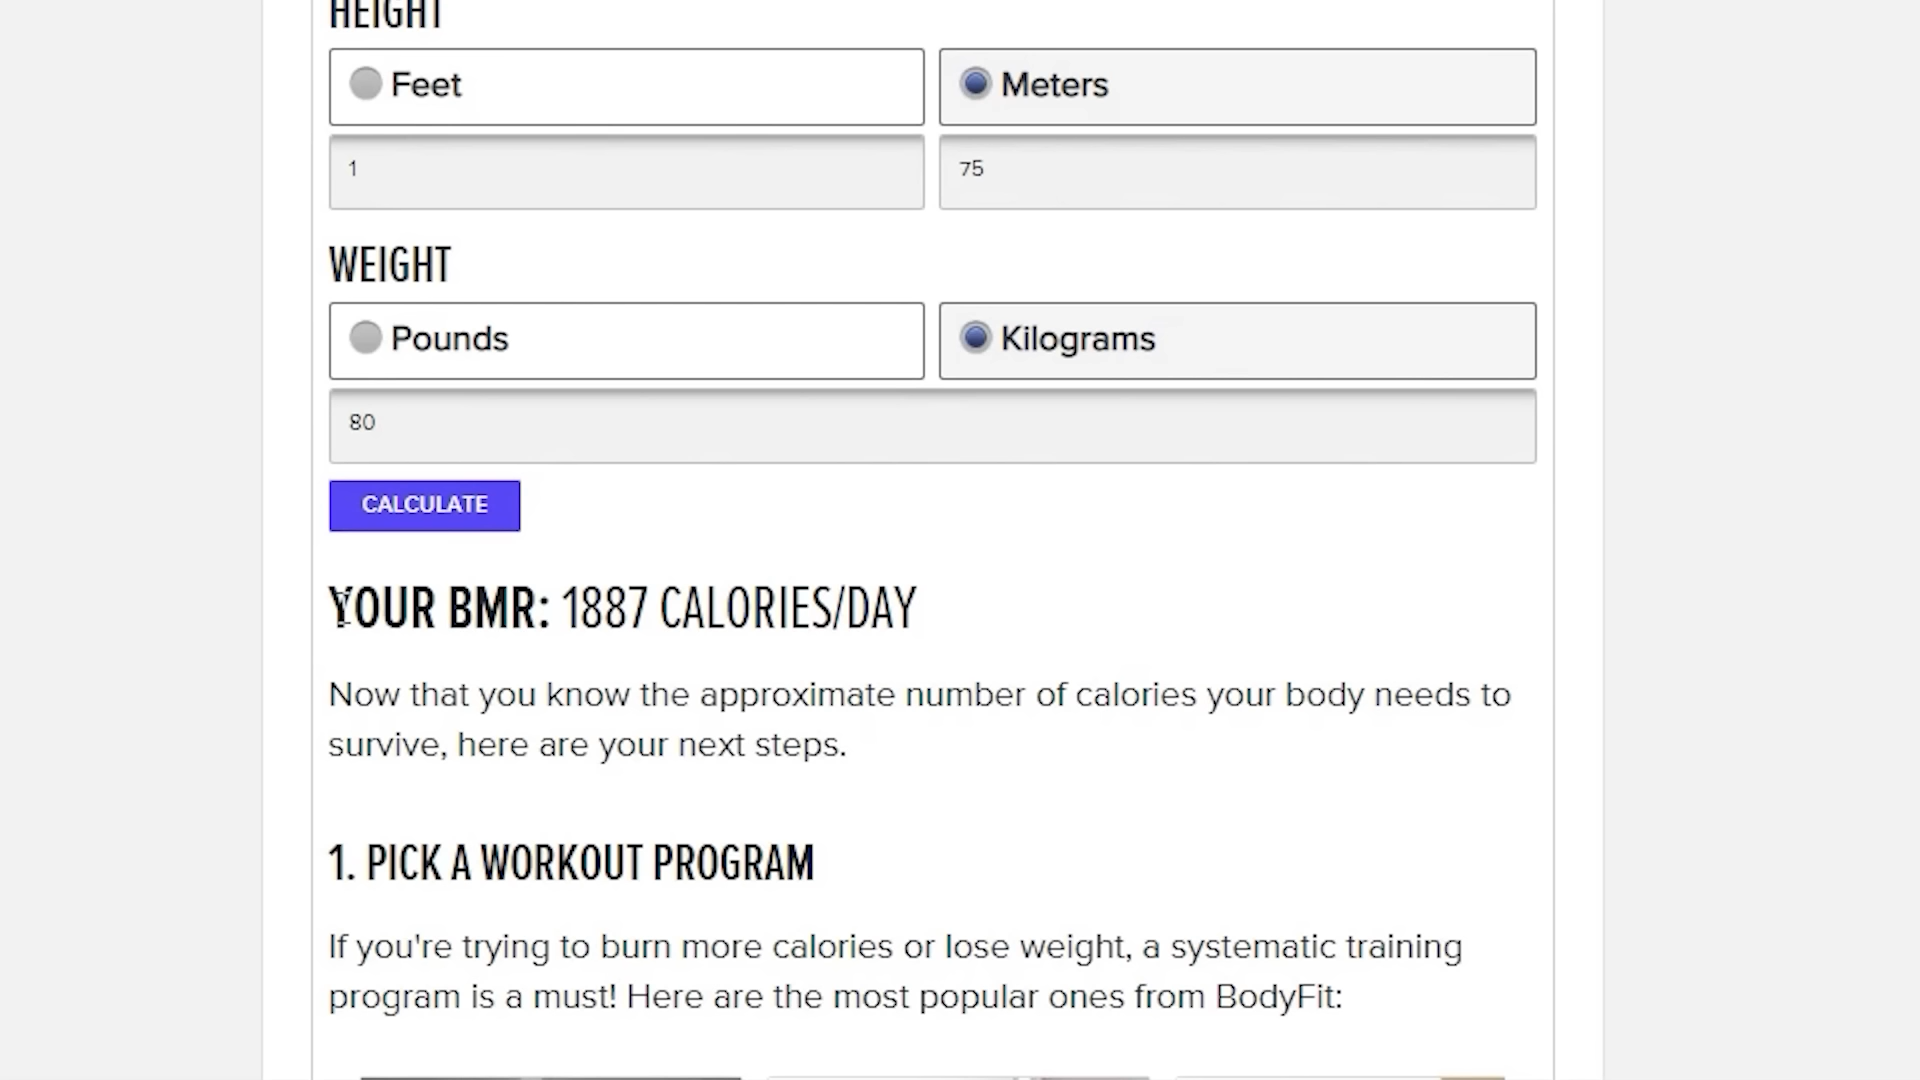 HEIGHT
Feet
Meters
1
75
WEIGHT
Pounds
Kilograms
80
CALCULATE
YOUR BMR: 1887 CALORIES/DAY
Now that you know the approximate number of calories your body needs to
survive, here are your next steps.
1. PICK A WORKOUT PROGRAM
If you're trying to burn more calories or lose weight, a systematic training
program is a must! Here are the most popular ones from BodyFit: